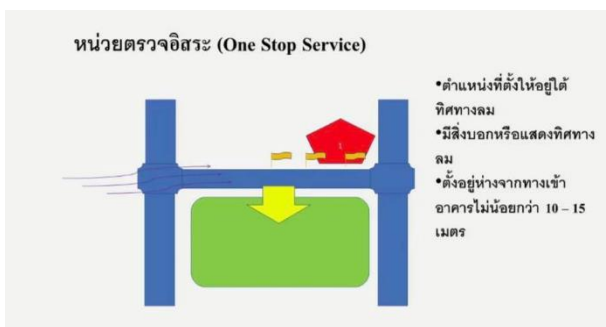 หน่วยตรวจอิสระ (One Stop Service)
•ตำแหน่งที่ตั้งให้อยู่ใต้
ทิศทางลม
•มีสิ่งบอกหรือแสดงทิศทาง
ลม
•ตั้งอยู่ห่างจากทางเข้า
อาคารไม่น้อยกว่า 10 – 15
เมตร